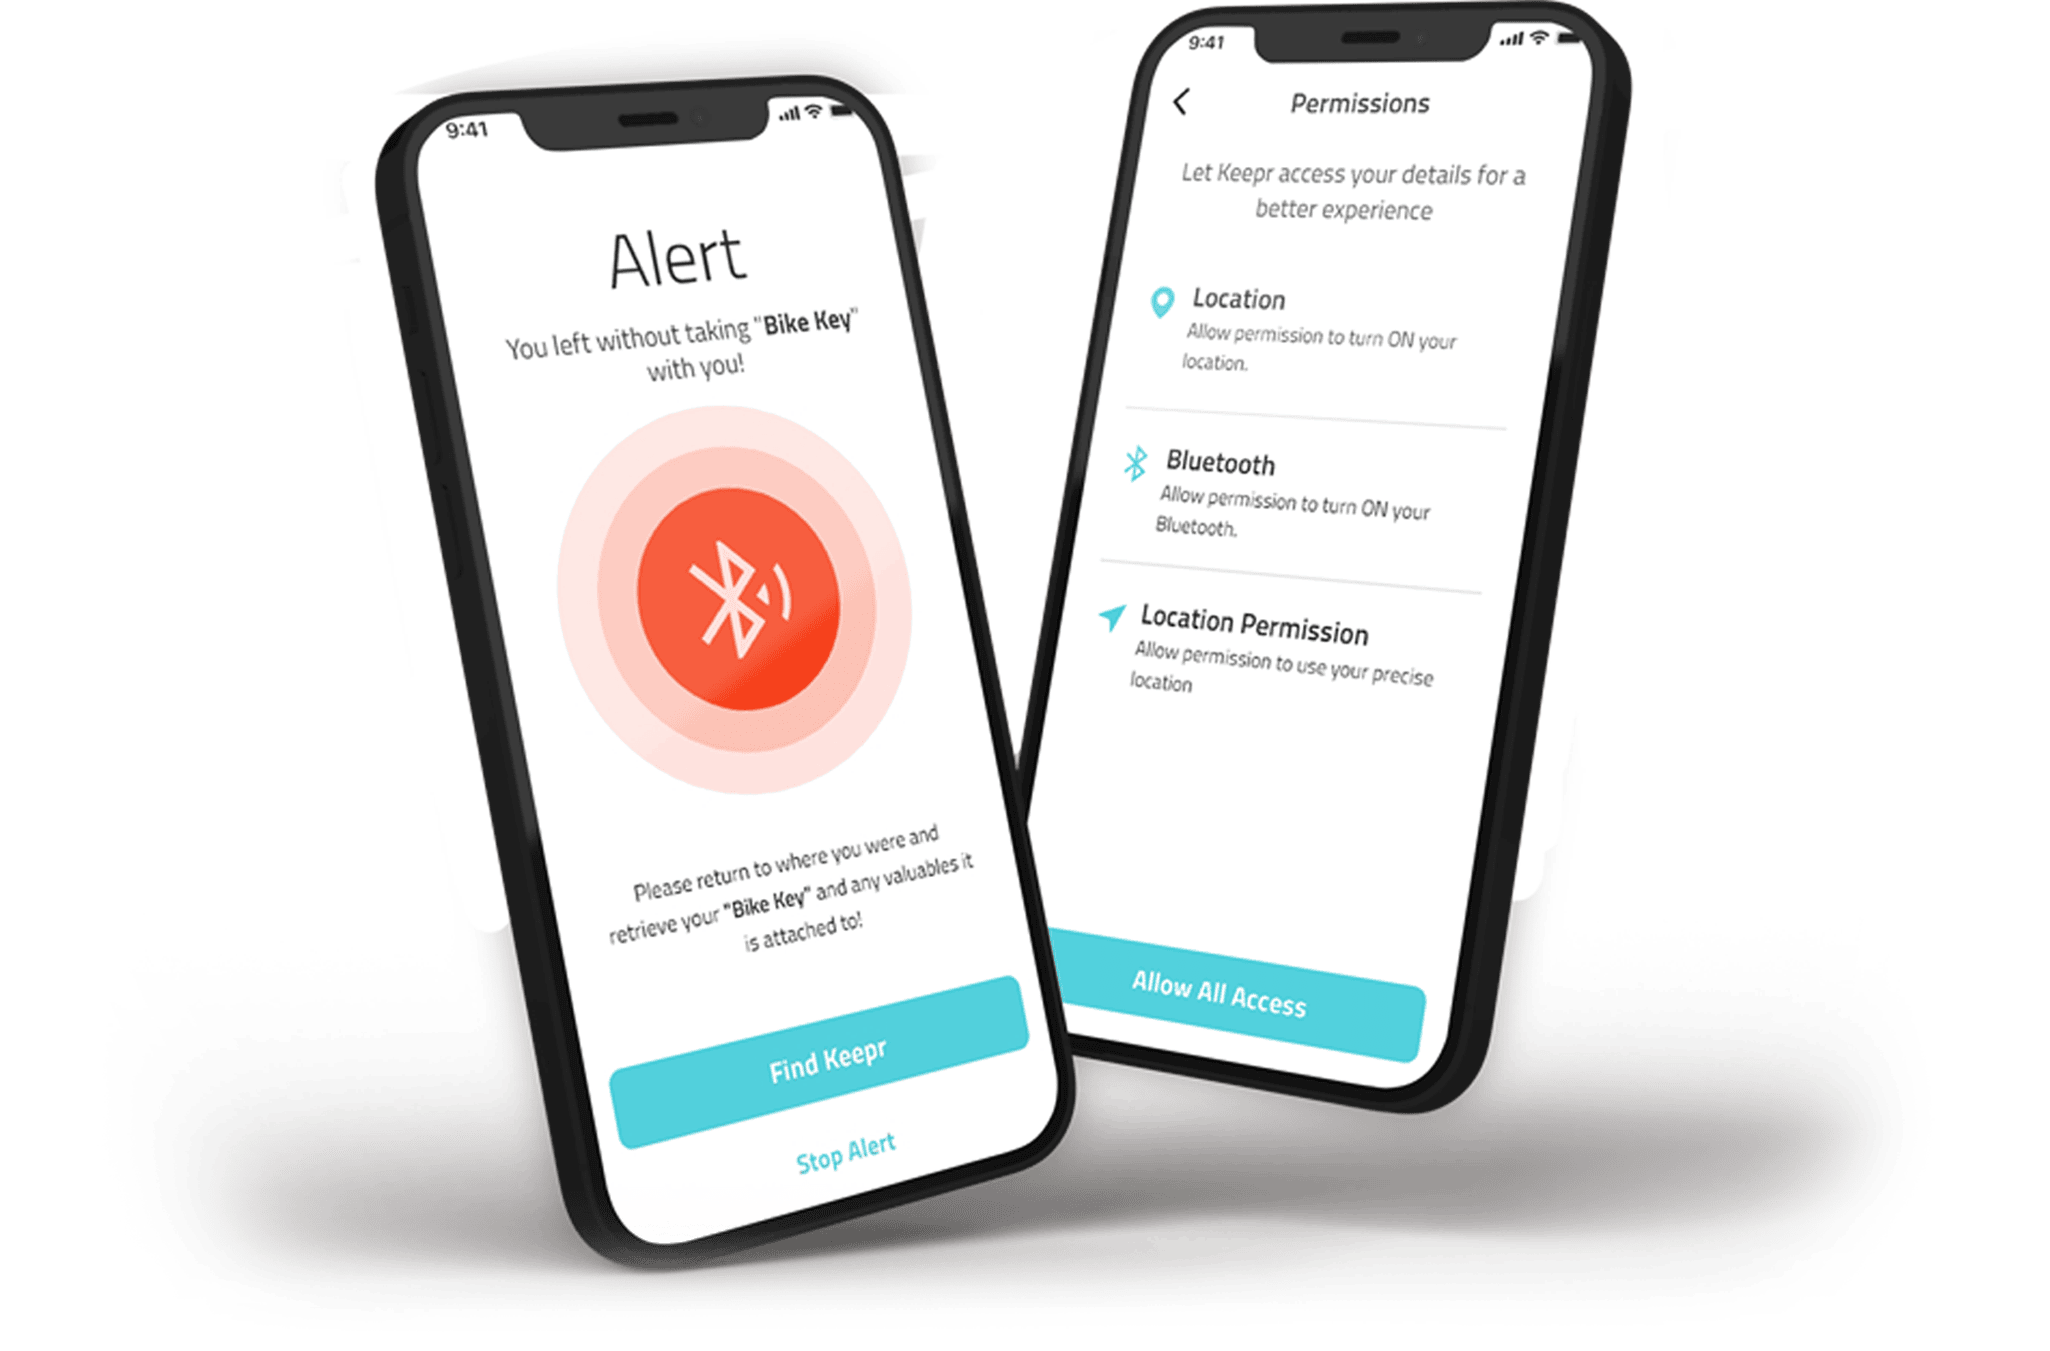 9:41
Alert
You left without taking "Bike Key"
with you!
Please return to where you were and
retrieve your "Bike Key" and any valuables it
is attached to!
Find Keepr
Stop Alert
9:41
Permissions
Let Keepr access your details for a
better experience
Location
Allow permission to turn ON your
location.
Bluetooth
Allow permission to turn ON your
Bluetooth.
Location Permission
Allow permission to use your precise
location
Allow All Access